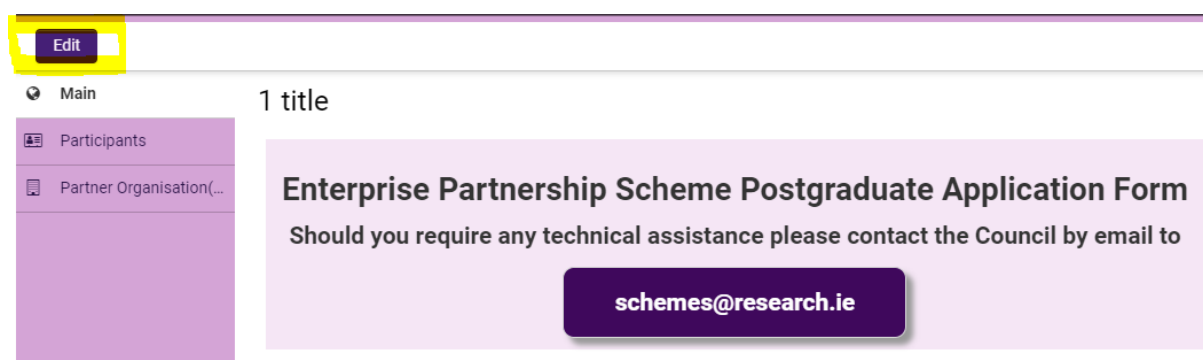 Edit
Main
1 title
Participants
Partner Organisation(...
Enterprise Partnership Scheme Postgraduate Application Form
Should you require any technical assistance please contact the Council by email to
schemes@research.ie